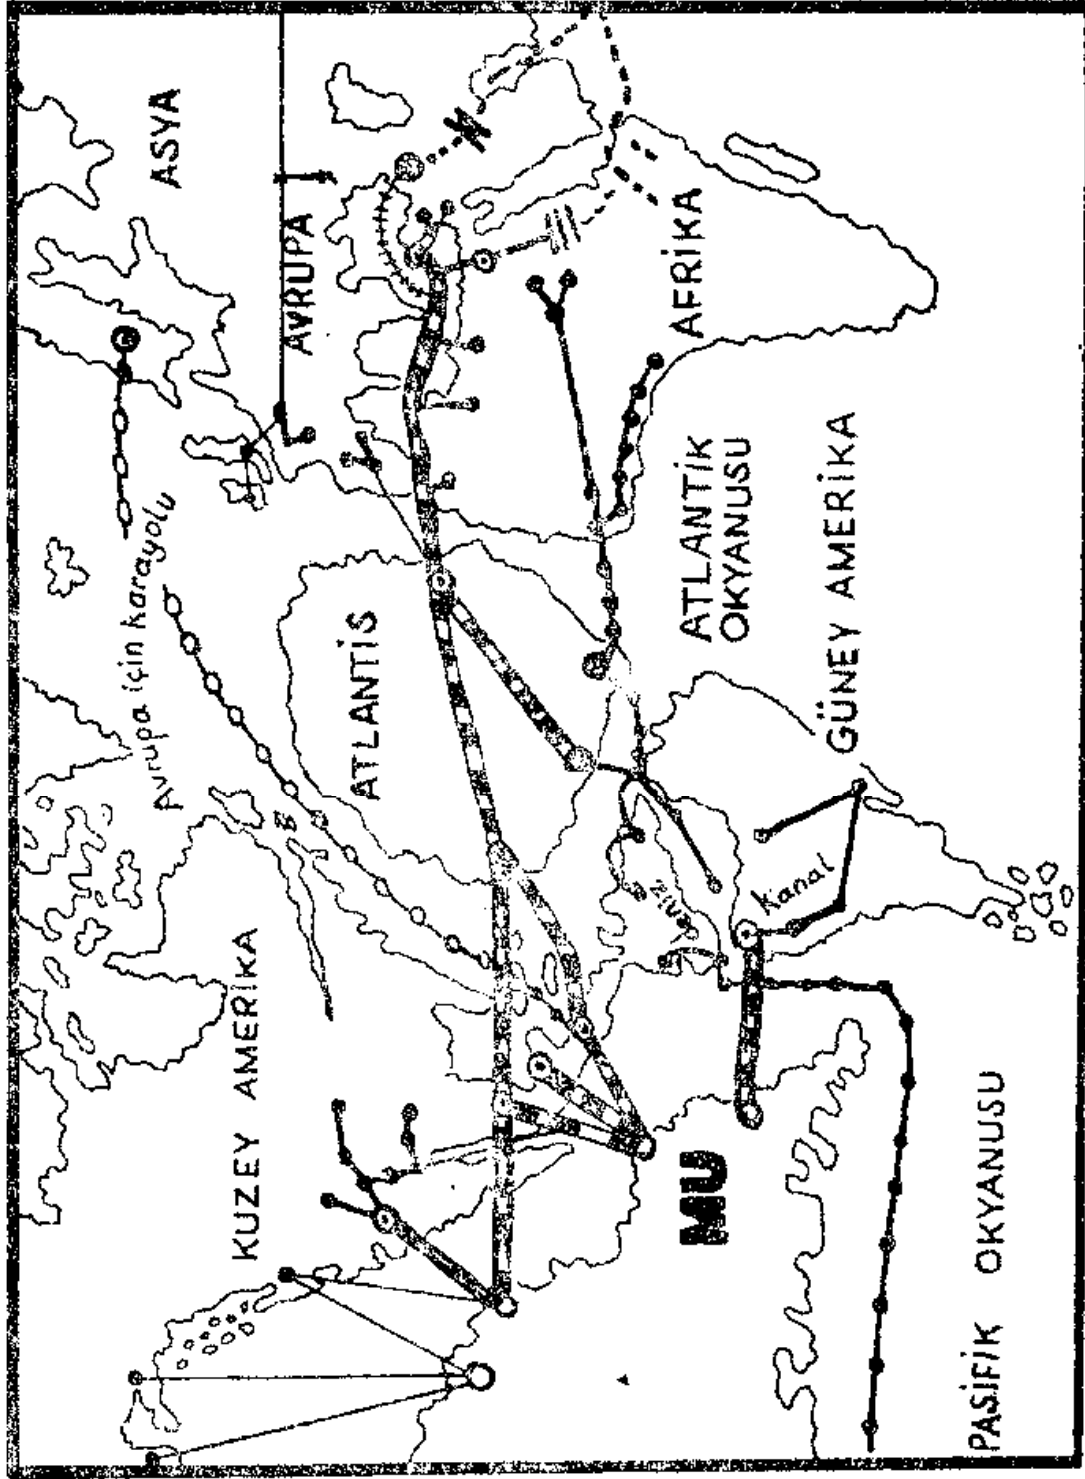 ASYA
AVRUPA
AFRİKA
Avrupa için karayolu
ATLANTİS
ATLANTİK
OKYANUSU
GÜNEY AMERİKA
KUZEY AMERİKA
Kanal
MU
PASİFİK OKYANUSU